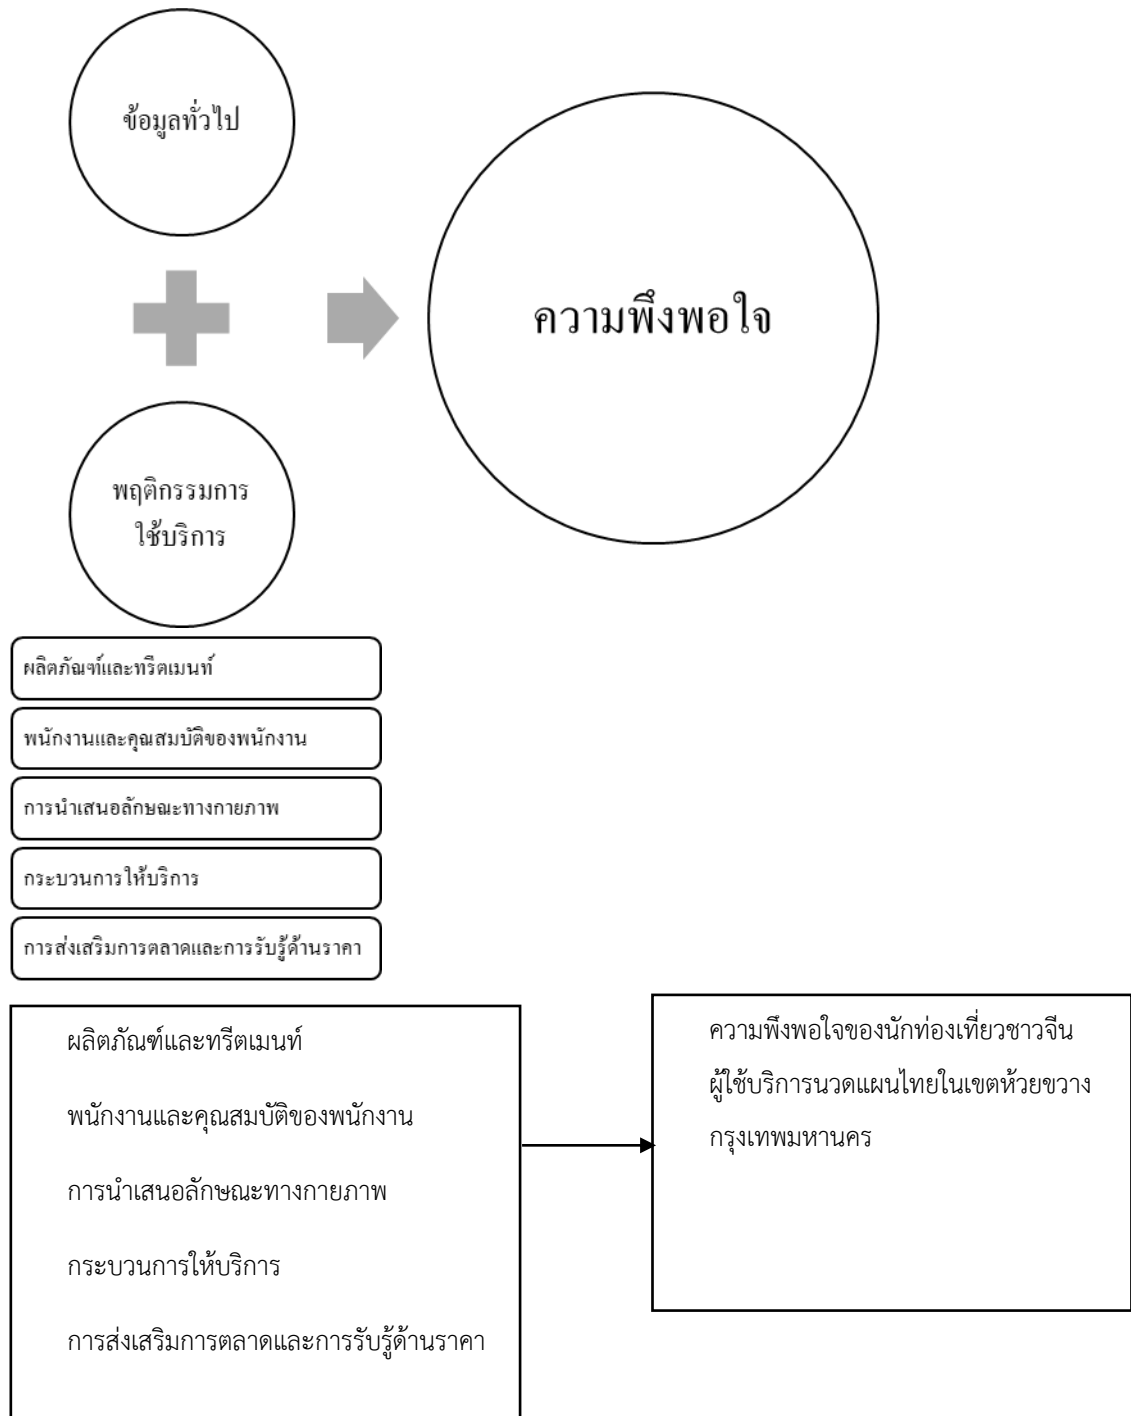 ข้อมูลทั่วไป
ความพึงพอใจ
พฤติกรรมการ
ใช้บริการ
ผลิตภัณฑ์และทรีตเมนท์
พนักงานและคุณสมบัติของพนักงาน
การนำเสนอลักษณะทางกายภาพ
กระบวนการให้บริการ
การส่งเสริมการตลาดและการรับรู้ด้านราคา
ผลิตภัณฑ์และทรีตเมนท์
พนักงานและคุณสมบัติของพนักงาน
การนำเสนอลักษณะทางกายภาพ
กระบวนการให้บริการ
การส่งเสริมการตลาดและการรับรู้ด้านราคา
ความพึงพอใจของนักท่องเที่ยวชาวจีน
ผู้ใช้บริการนวดแผนไทยในเขตห้วยขวาง
กรุงเทพมหานคร